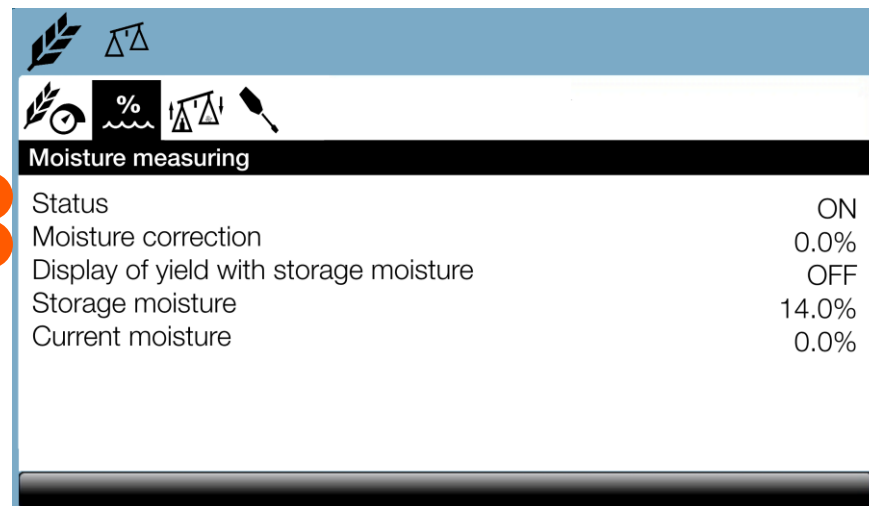 %
Moisture measuring
Status ON
Moisture correction 0.0%
Display of yield with storage moisture OFF
Storage moisture 14.0%
Current moisture 0.0%